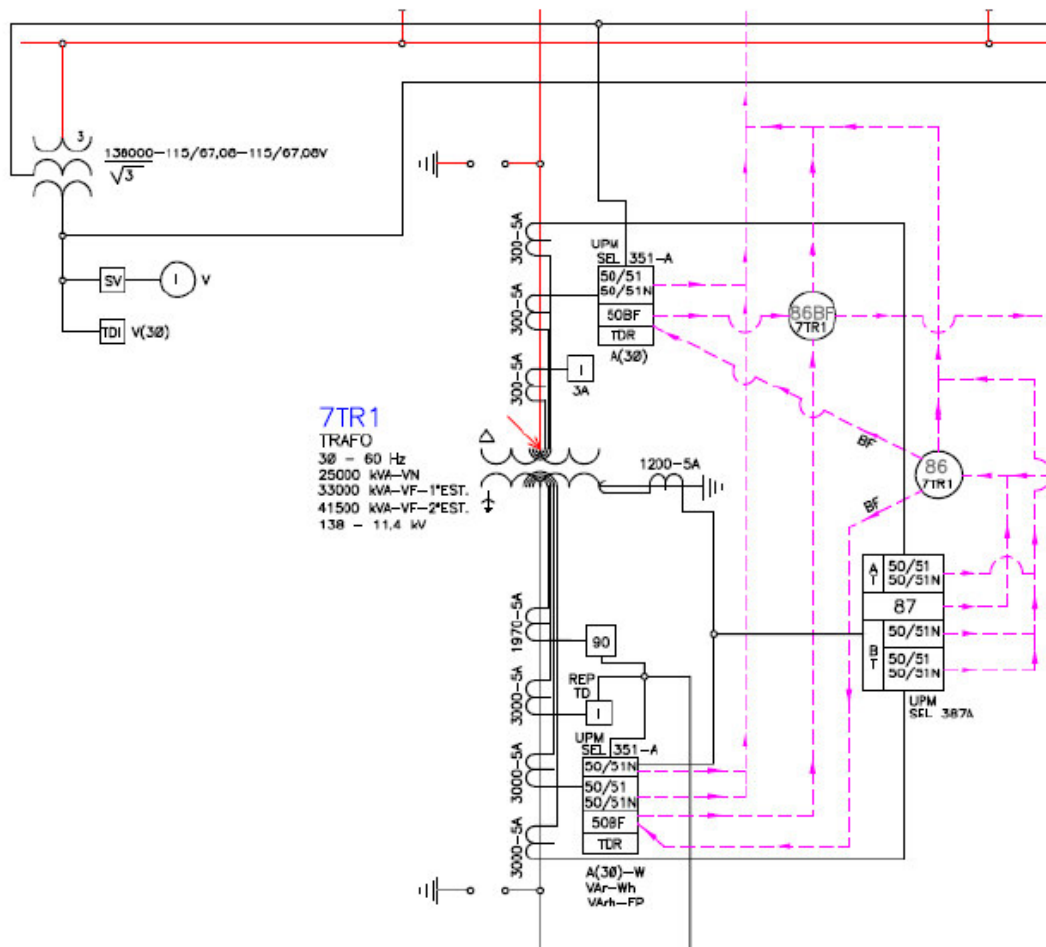 3
138000-115/67,08-115/67,08V
√3
SV
I
V
TDI
V(3Ø)
300-5A
300-5A
300-5A
UPM
SEL 351-A
50/51
50/51N
50BF
TDR
A(3Ø)
I
3A
86BF
7TR1
7TR1
TRAFO
3Ø - 60 Hz
25000 kVA-VN
33000 kVA-VF-1ªEST.
41500 kVA-VF-2ªEST.
138 - 11,4 kV
1200-5A
BF
86
7TR1
BF
AT
50/51
50/51N
87
BT
50/51N
50/51
50/51N
UPM
SEL 387A
1970-5A
90
3000-5A
REP
TD
I
UPM
SEL 351-A
3000-5A
50/51N
50/51
50/51N
50BF
TDR
3000-5A
A(3Ø)-W
VAr-Wh
VArh-FP